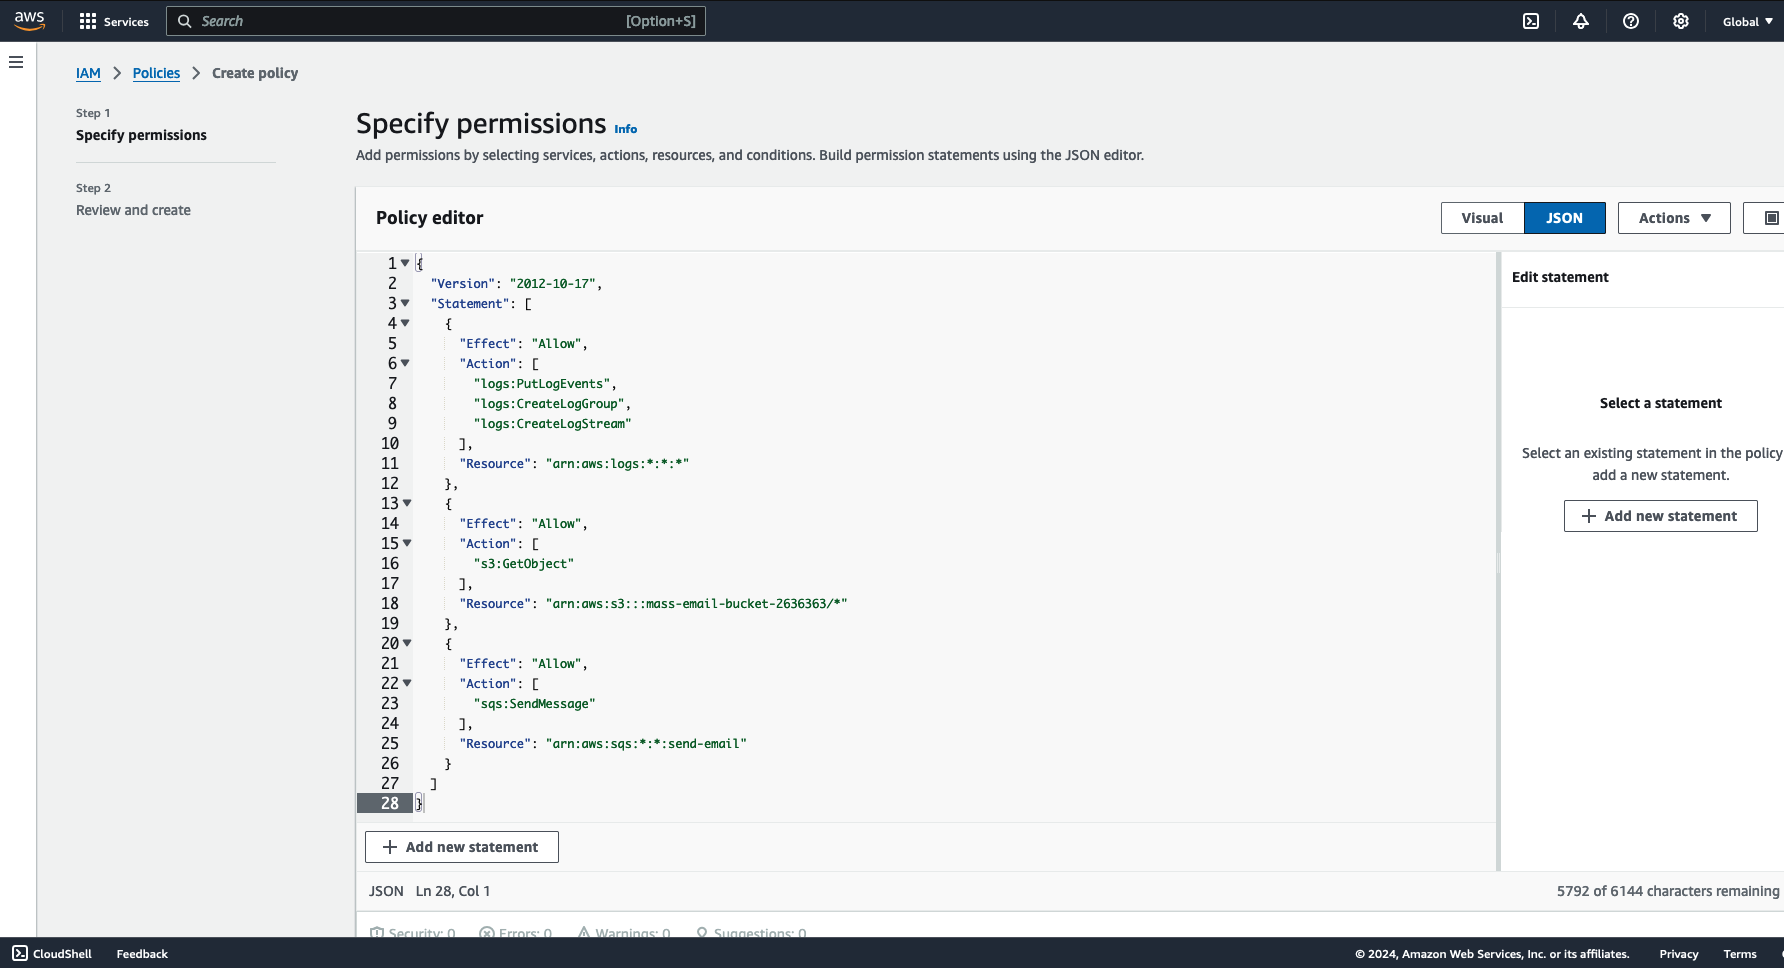 aws
Services
Search
[Option+S]
Global
IAM > Policies > Create policy
Step 1
Specify permissions
Step 2
Review and create
Specify permissions Info
Add permissions by selecting services, actions, resources, and conditions. Build permission statements using the JSON editor.
Policy editor
Visual
JSON
Actions
1 {
2 "Version": "2012-10-17",
3 "Statement": [
4 {
5 "Effect": "Allow",
6 "Action": [
7 "logs:PutLogEvents",
8 "logs:CreateLogGroup",
9 "logs:CreateLogStream"
10 ],
11 "Resource": "arn:aws:logs:*:*:*"
12 },
13 {
14 "Effect": "Allow",
15 "Action": [
16 "s3:GetObject"
17 ],
18 "Resource": "arn:aws:s3:::mass-email-bucket-2636363/*"
19 },
20 {
21 "Effect": "Allow",
22 "Action": [
23 "sqs:SendMessage"
24 ],
25 "Resource": "arn:aws:sqs:*:*:send-email"
26 }
27 ]
28 }
+ Add new statement
JSON Ln 28, Col 1
5792 of 6144 characters remaining
Security: 0
Errors: 0
Warnings: 0
Suggestions: 0
Edit statement
Select a statement
Select an existing statement in the policy
add a new statement.
+ Add new statement
CloudShell
Feedback
© 2024, Amazon Web Services, Inc. or its affiliates.
Privacy
Terms